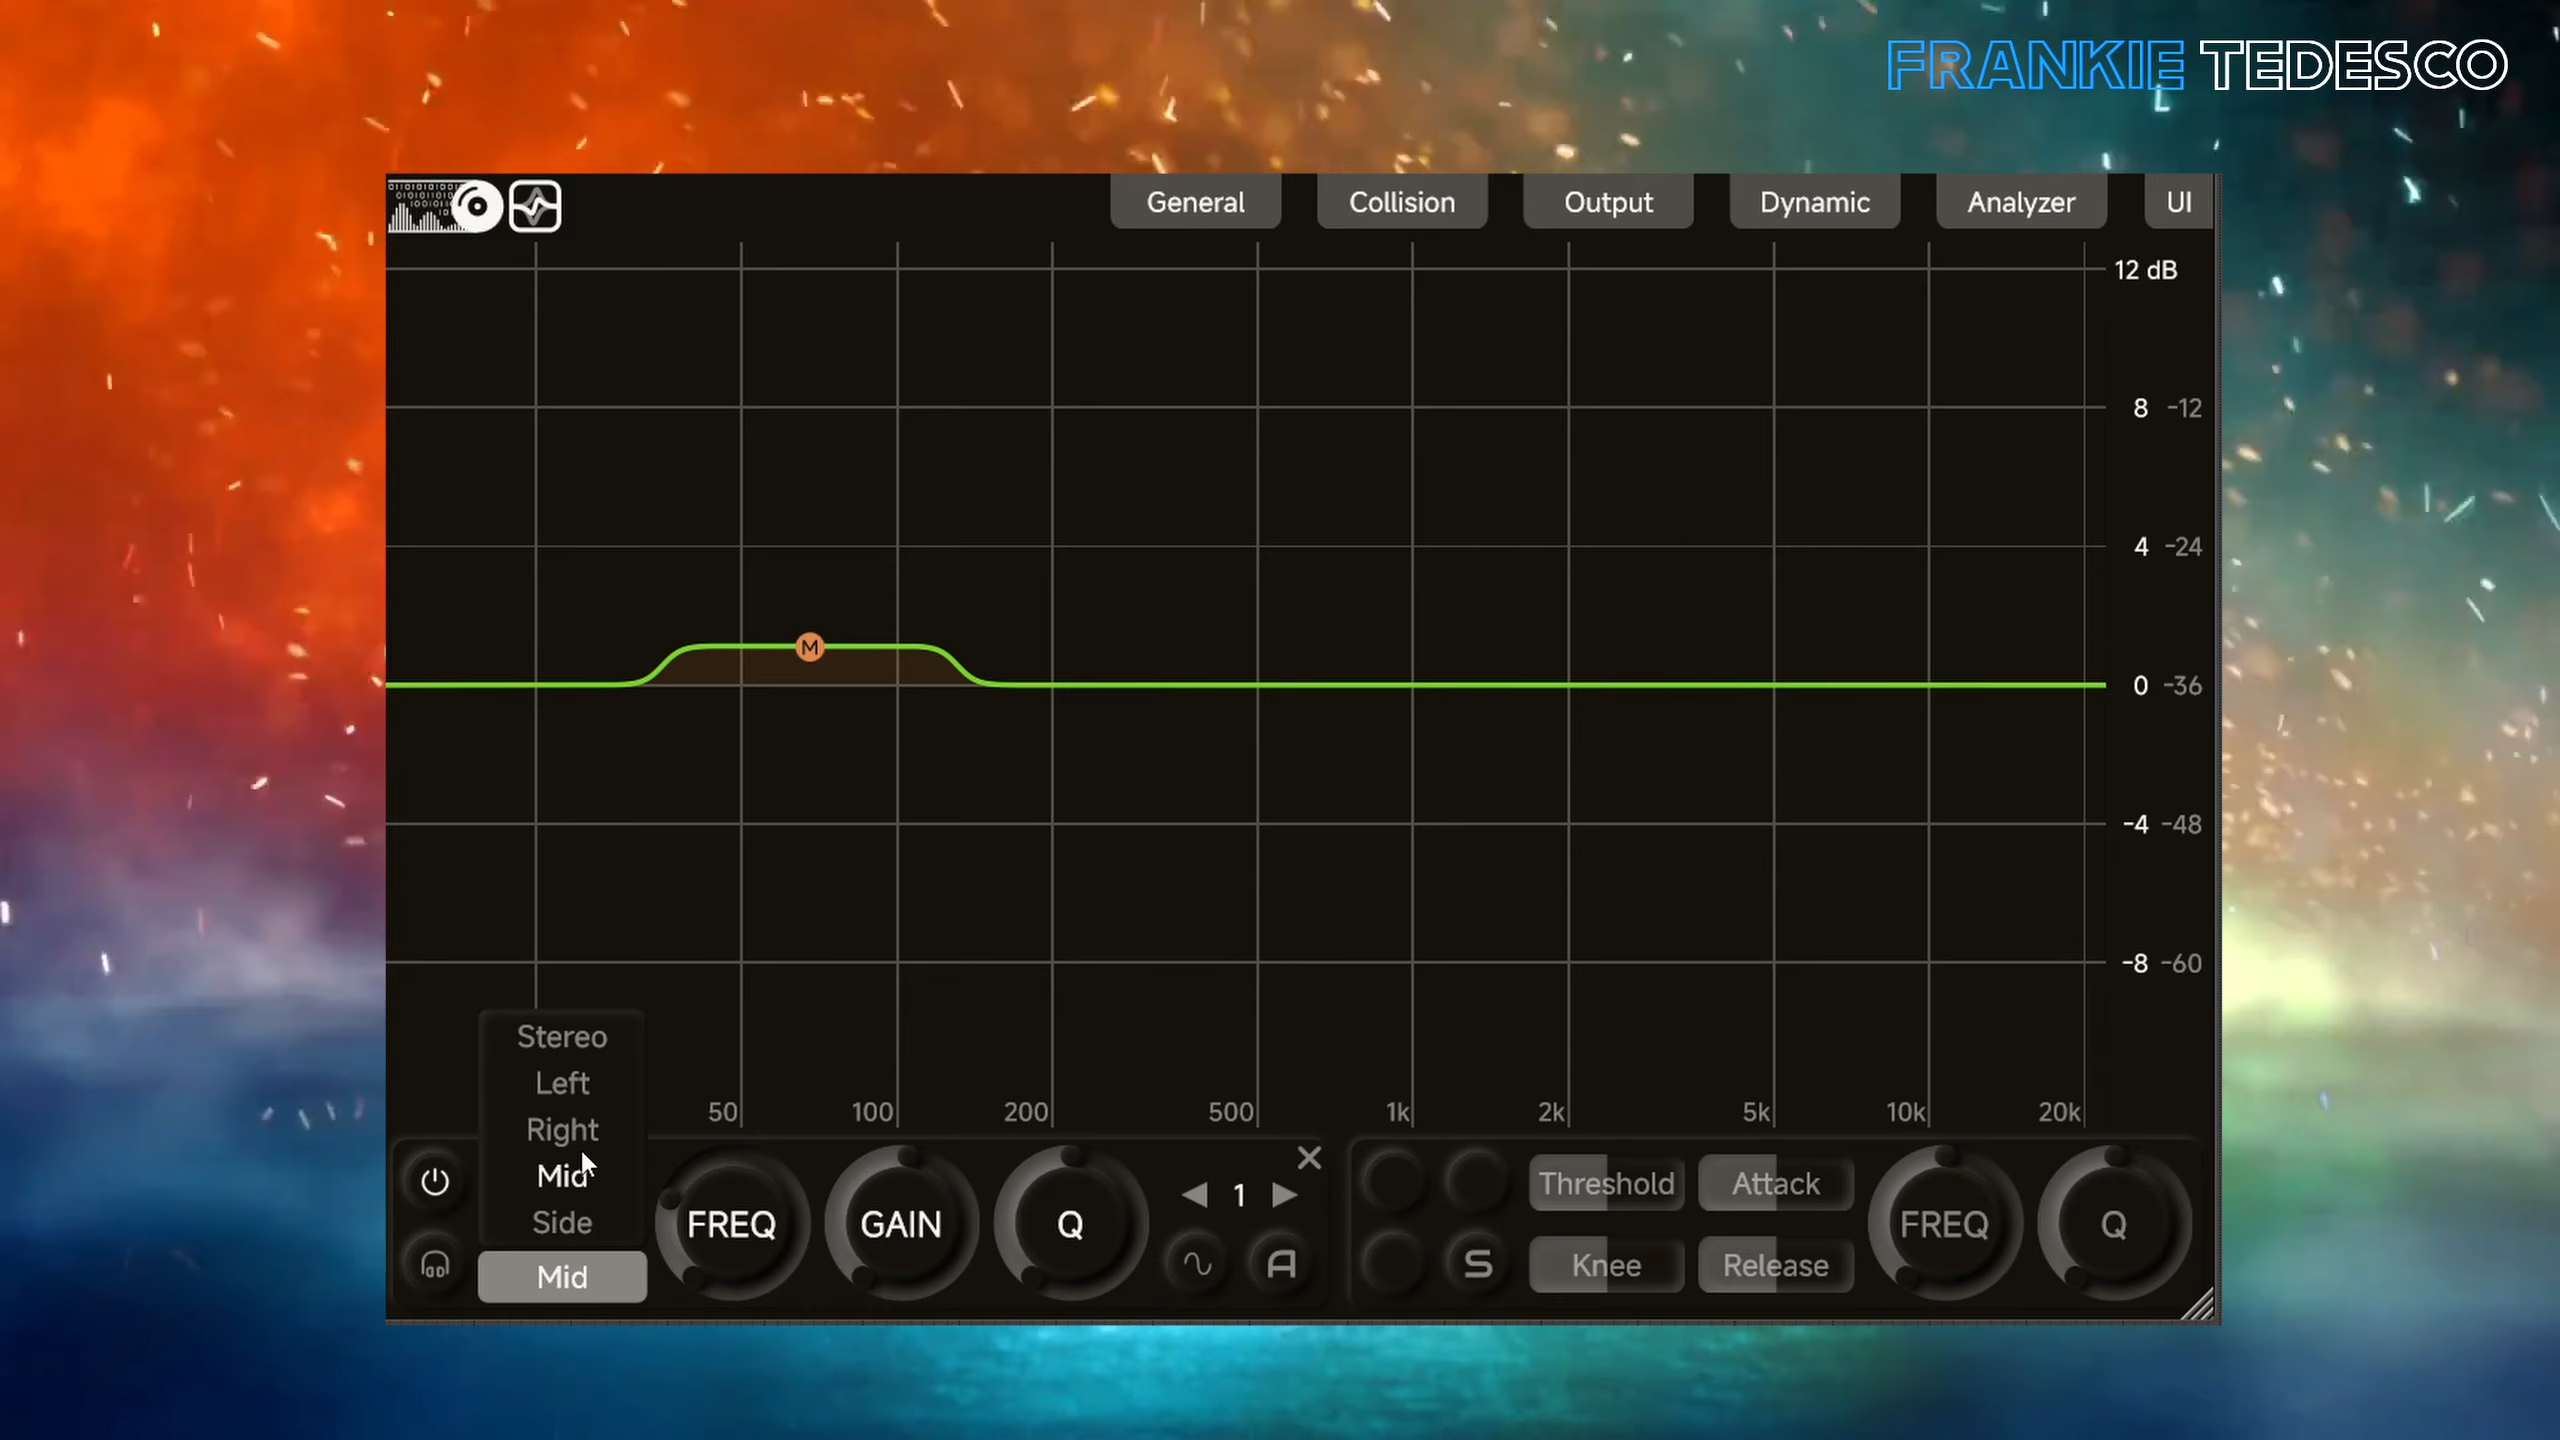 FRANKIE TEDESCO
General Collision Output Dynamic Analyzer UI
12 dB
8 -12
4 -24
M
0 -36
-4 -48
-8 -60
50 100 200 500 1k 2k 5k 10k 20k
Stereo
Left
Right
Mid
Side
Mid
FREQ GAIN Q
1
A
S
Threshold Attack
Knee Release
FREQ Q